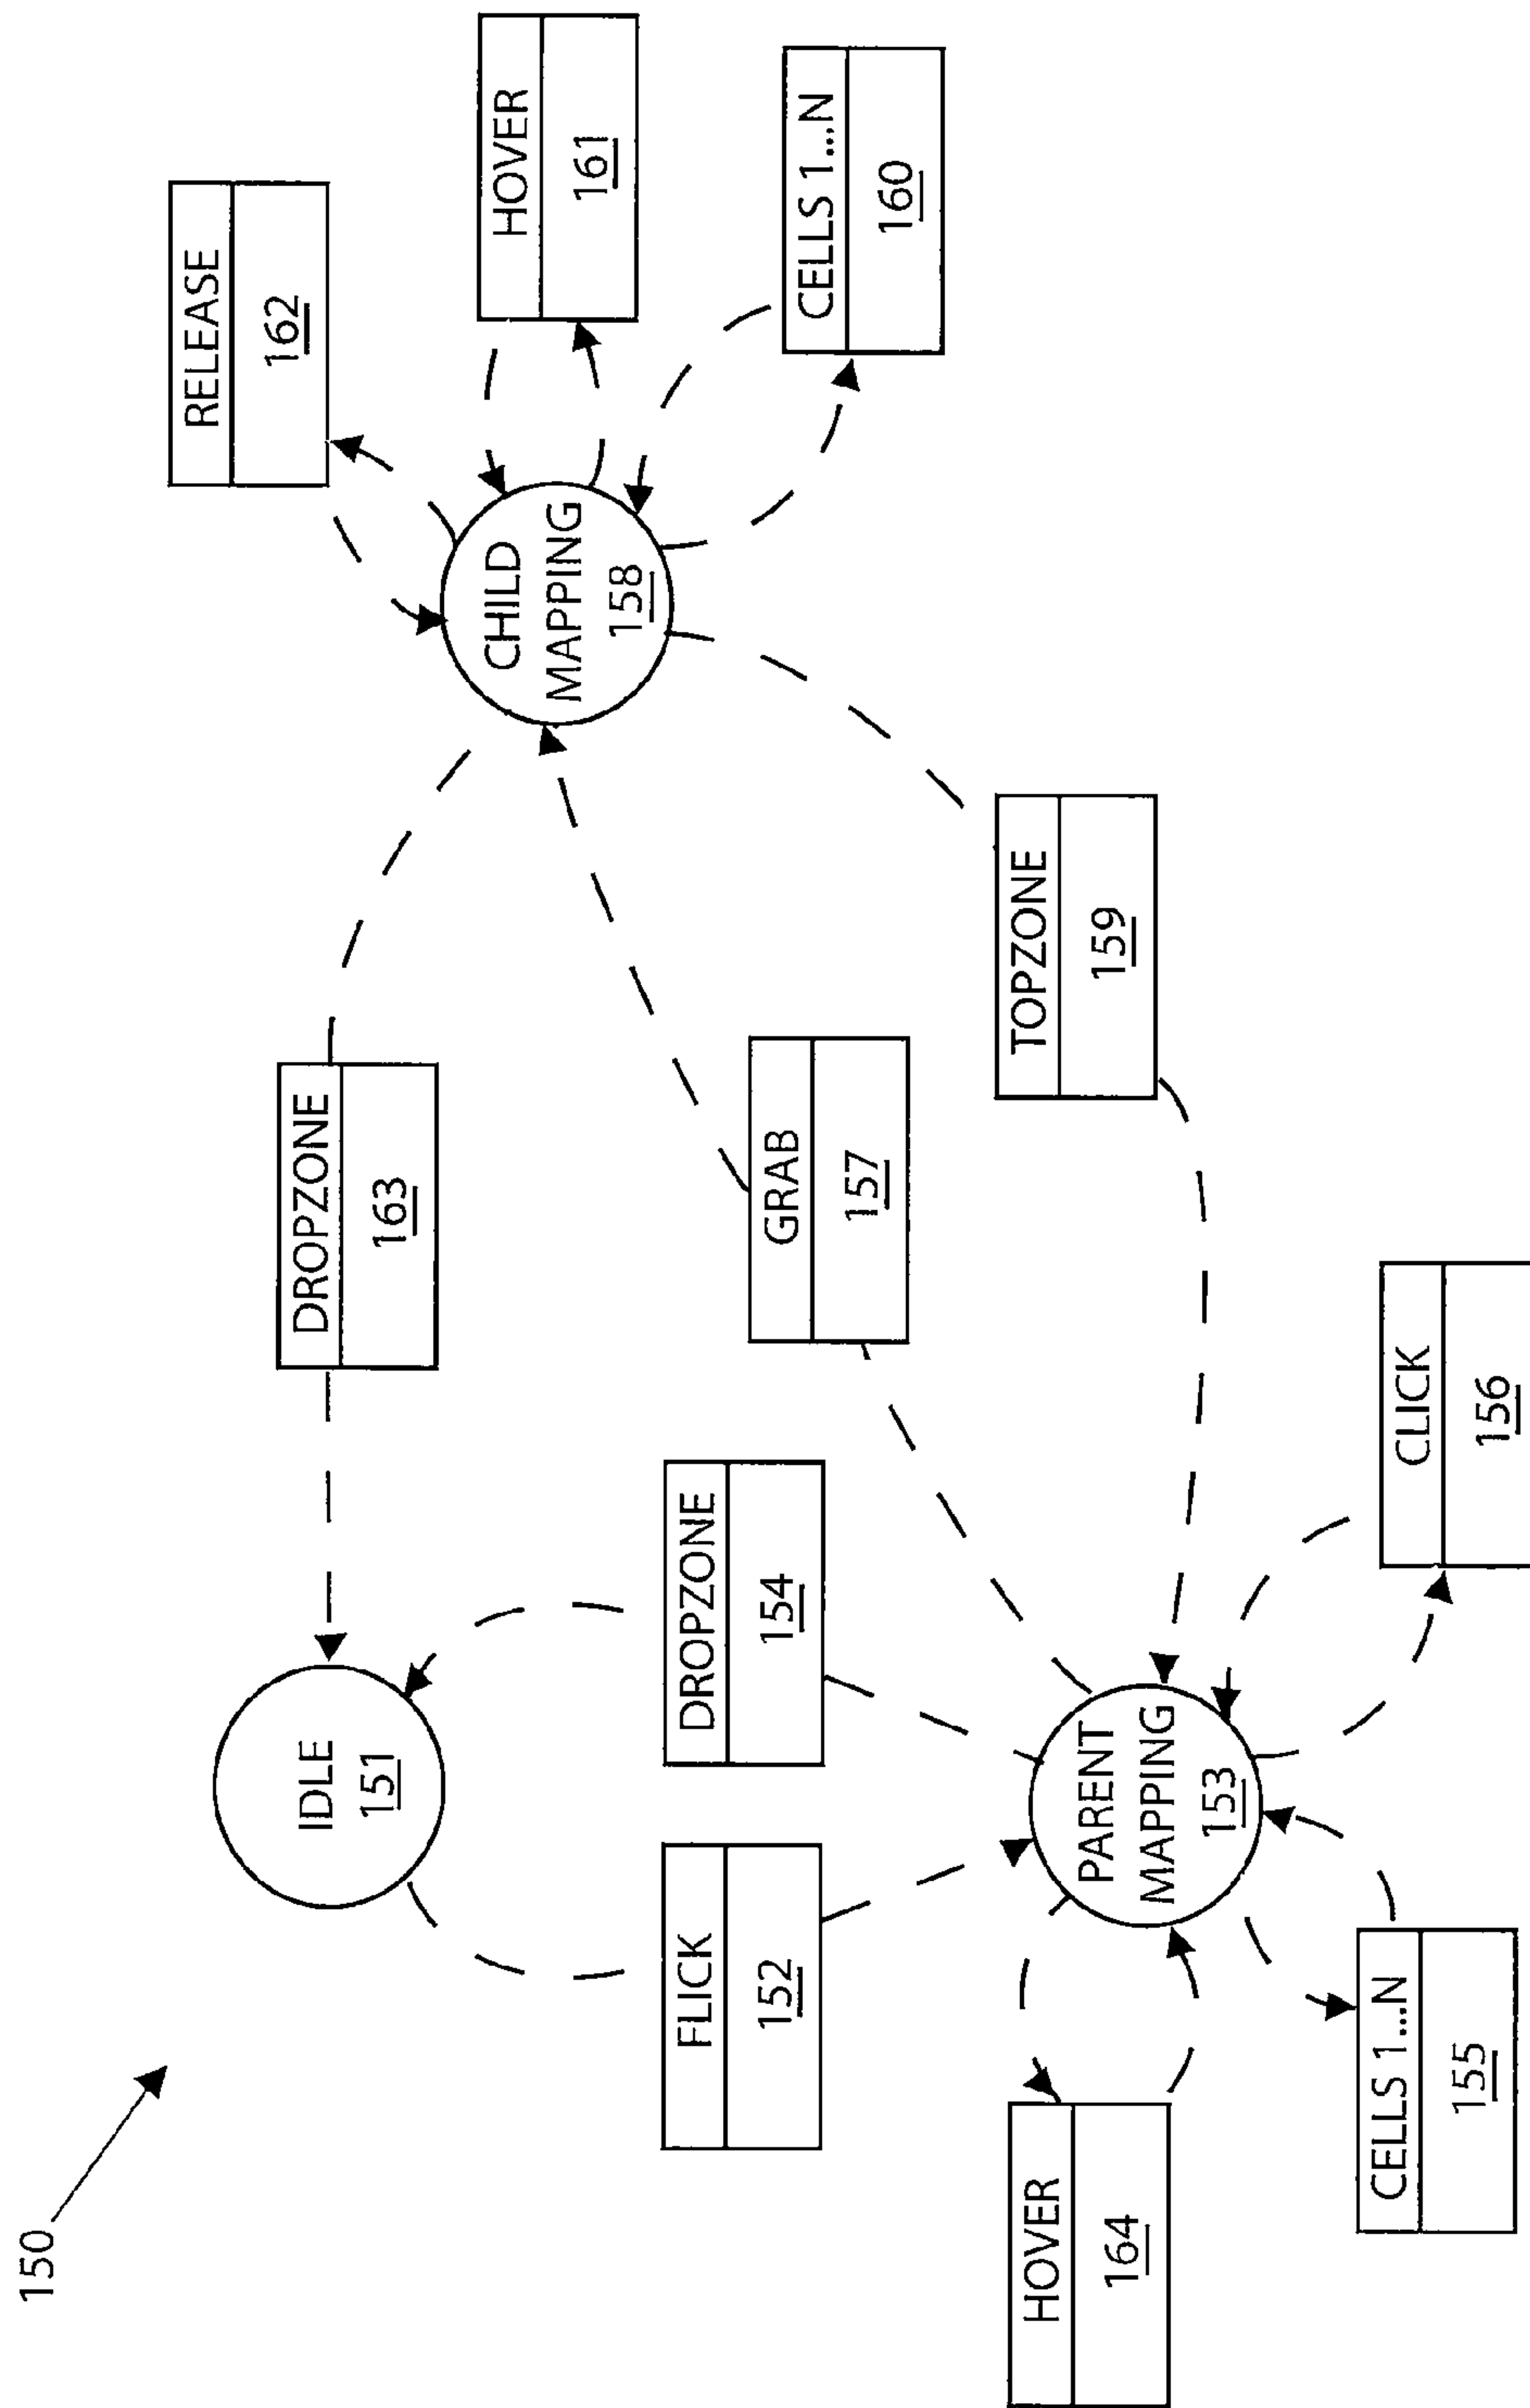 150
IDLE
151
DROPZONE
163
RELEASE
162
FLICK
152
DROPZONE
154
GRAB
157
CHILD
MAPPING
158
HOVER
161
CELLS 1...N
160
HOVER
164
PARENT
MAPPING
153
TOPZONE
159
CELLS 1...N
155
CLICK
156